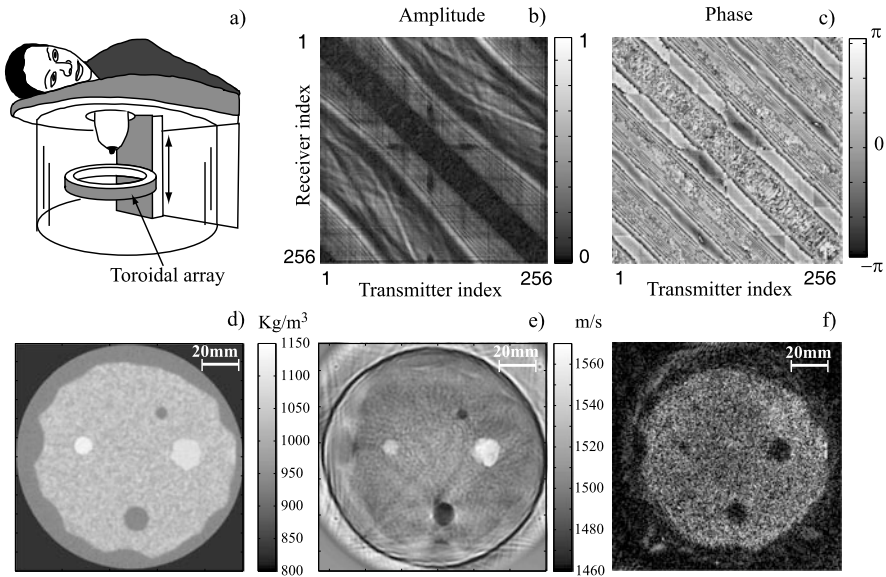 a)
Toroidal array
Amplitude
b)
1
Receiver index
256
1
256
Transmitter index
1
0
Phase
c)
1
256
Transmitter index
π
0
−π
d)
Kg/m³
20mm
1150
1100
1050
1000
950
900
850
800
e)
m/s
20mm
1560
1540
1520
1500
1480
1460
f)
20mm